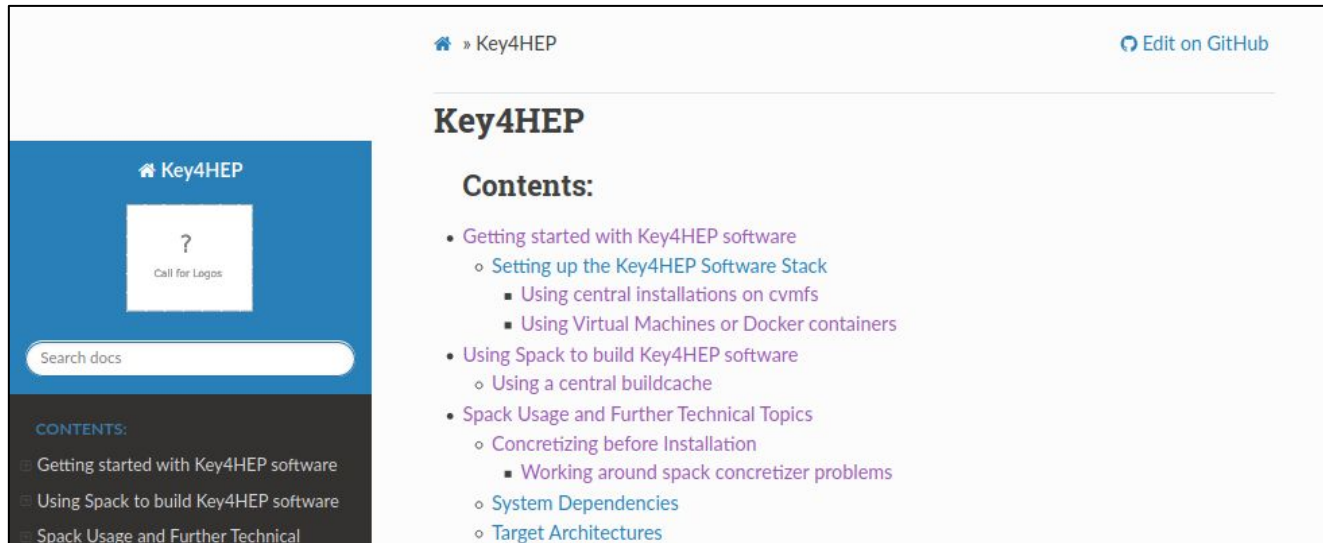 » Key4HEP
Edit on GitHub
Key4HEP
Key4HEP
?
Call for Logos
Search docs
CONTENTS:
Getting started with Key4HEP software
Using Spack to build Key4HEP software
Spack Usage and Further Technical
Contents:
• Getting started with Key4HEP software
◦ Setting up the Key4HEP Software Stack
▪ Using central installations on cvmfs
▪ Using Virtual Machines or Docker containers
• Using Spack to build Key4HEP software
◦ Using a central buildcache
• Spack Usage and Further Technical Topics
◦ Concretizing before Installation
▪ Working around spack concretizer problems
◦ System Dependencies
◦ Target Architectures